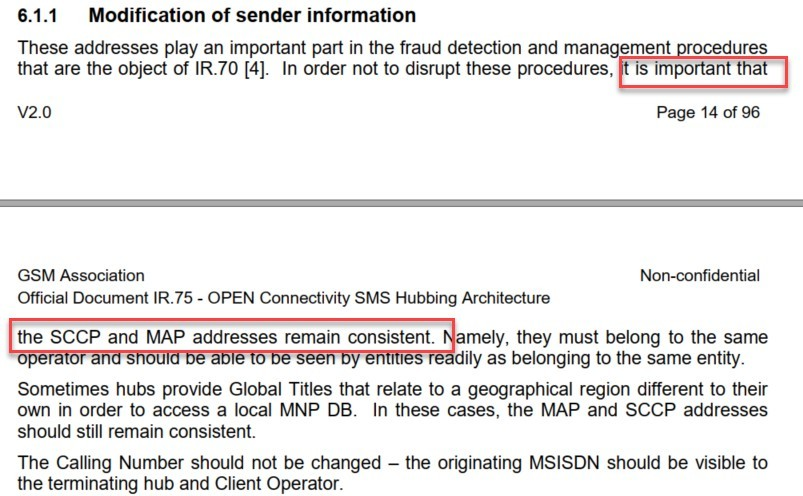 6.1.1 Modification of sender information
These addresses play an important part in the fraud detection and management procedures
that are the object of IR.70 [4]. In order not to disrupt these procedures, it is important that
V2.0 Page 14 of 96
GSM Association Non-confidential
Official Document IR.75 - OPEN Connectivity SMS Hubbing Architecture
the SCCP and MAP addresses remain consistent. Namely, they must belong to the same
operator and should be able to be seen by entities readily as belonging to the same entity.
Sometimes hubs provide Global Titles that relate to a geographical region different to their
own in order to access a local MNP DB. In these cases, the MAP and SCCP addresses
should still remain consistent.
The Calling Number should not be changed – the originating MSISDN should be visible to
the terminating hub and Client Operator.